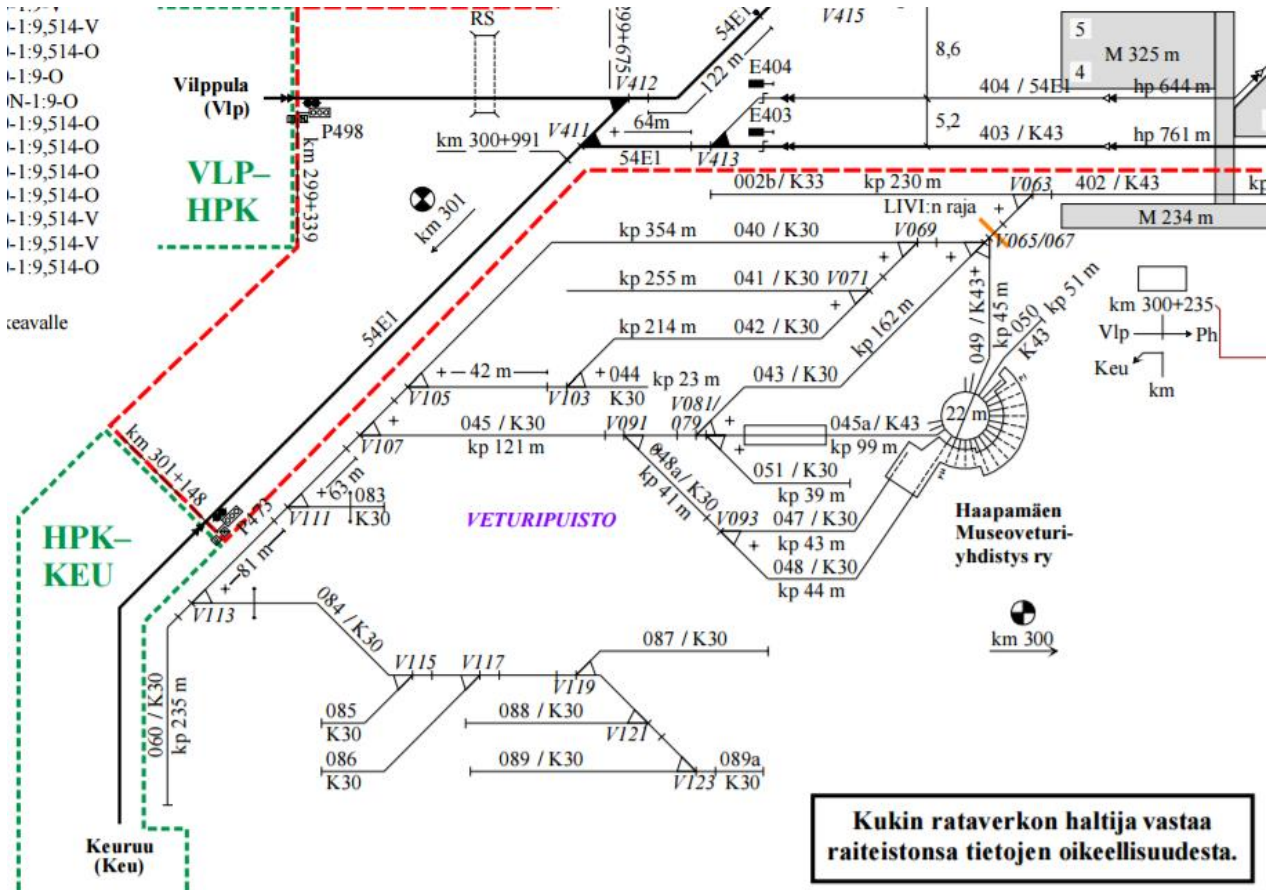 -1:9,514-V
-1:9,514-O
-1:9-O
N-1:9-O
-1:9,514-O
-1:9,514-O
-1:9,514-O
-1:9,514-O
-1:9,514-V
-1:9,514-V
-1:9,514-O
keavalle
RS
299+675
54E1
V415
122 m
8,6
5
4
M 325 m
Vilppula
(Vlp)
P498
V412
E404
404 / 54E1
hp 644 m
km 300+991
V411
64m
+
54E1
V413
E403
5,2
403 / K43
hp 761 m
VLP–
HPK
km 299+339
km 301
002b / K33
kp 230 m
V063
402 / K43
LIVI:n raja
M 234 m
kp 354 m
040 / K30
V069
V065/067
kp 255 m
041 / K30
V071
kp 214 m
042 / K30
kp 162 m
049 / K43
kp 45 m
050
K43
kp 51 m
km 300+235
Vlp
Ph
Keu
km
54E1
42 m
V105
V103
044
K30
kp 23 m
043 / K30
V081/
079
045 / K30
kp 121 m
V107
V091
045a / K43
kp 99 m
22 m
048a / K30
kp 41 m
051 / K30
kp 39 m
km 301+148
P473
63 m
083
K30
V111
VETURIPUISTO
V093
047 / K30
kp 43 m
048 / K30
kp 44 m
Haapamäen
Museoveturi-
yhdistys ry
HPK–
KEU
81 m
V113
084 / K30
km 300
060 / K30
kp 235 m
V115
V117
V119
087 / K30
085
K30
088 / K30
V121
086
K30
089 / K30
V123
089a
K30
Keuruu
(Keu)
Kukin rataverkon haltija vastaa
raiteistonsa tietojen oikeellisuudesta.